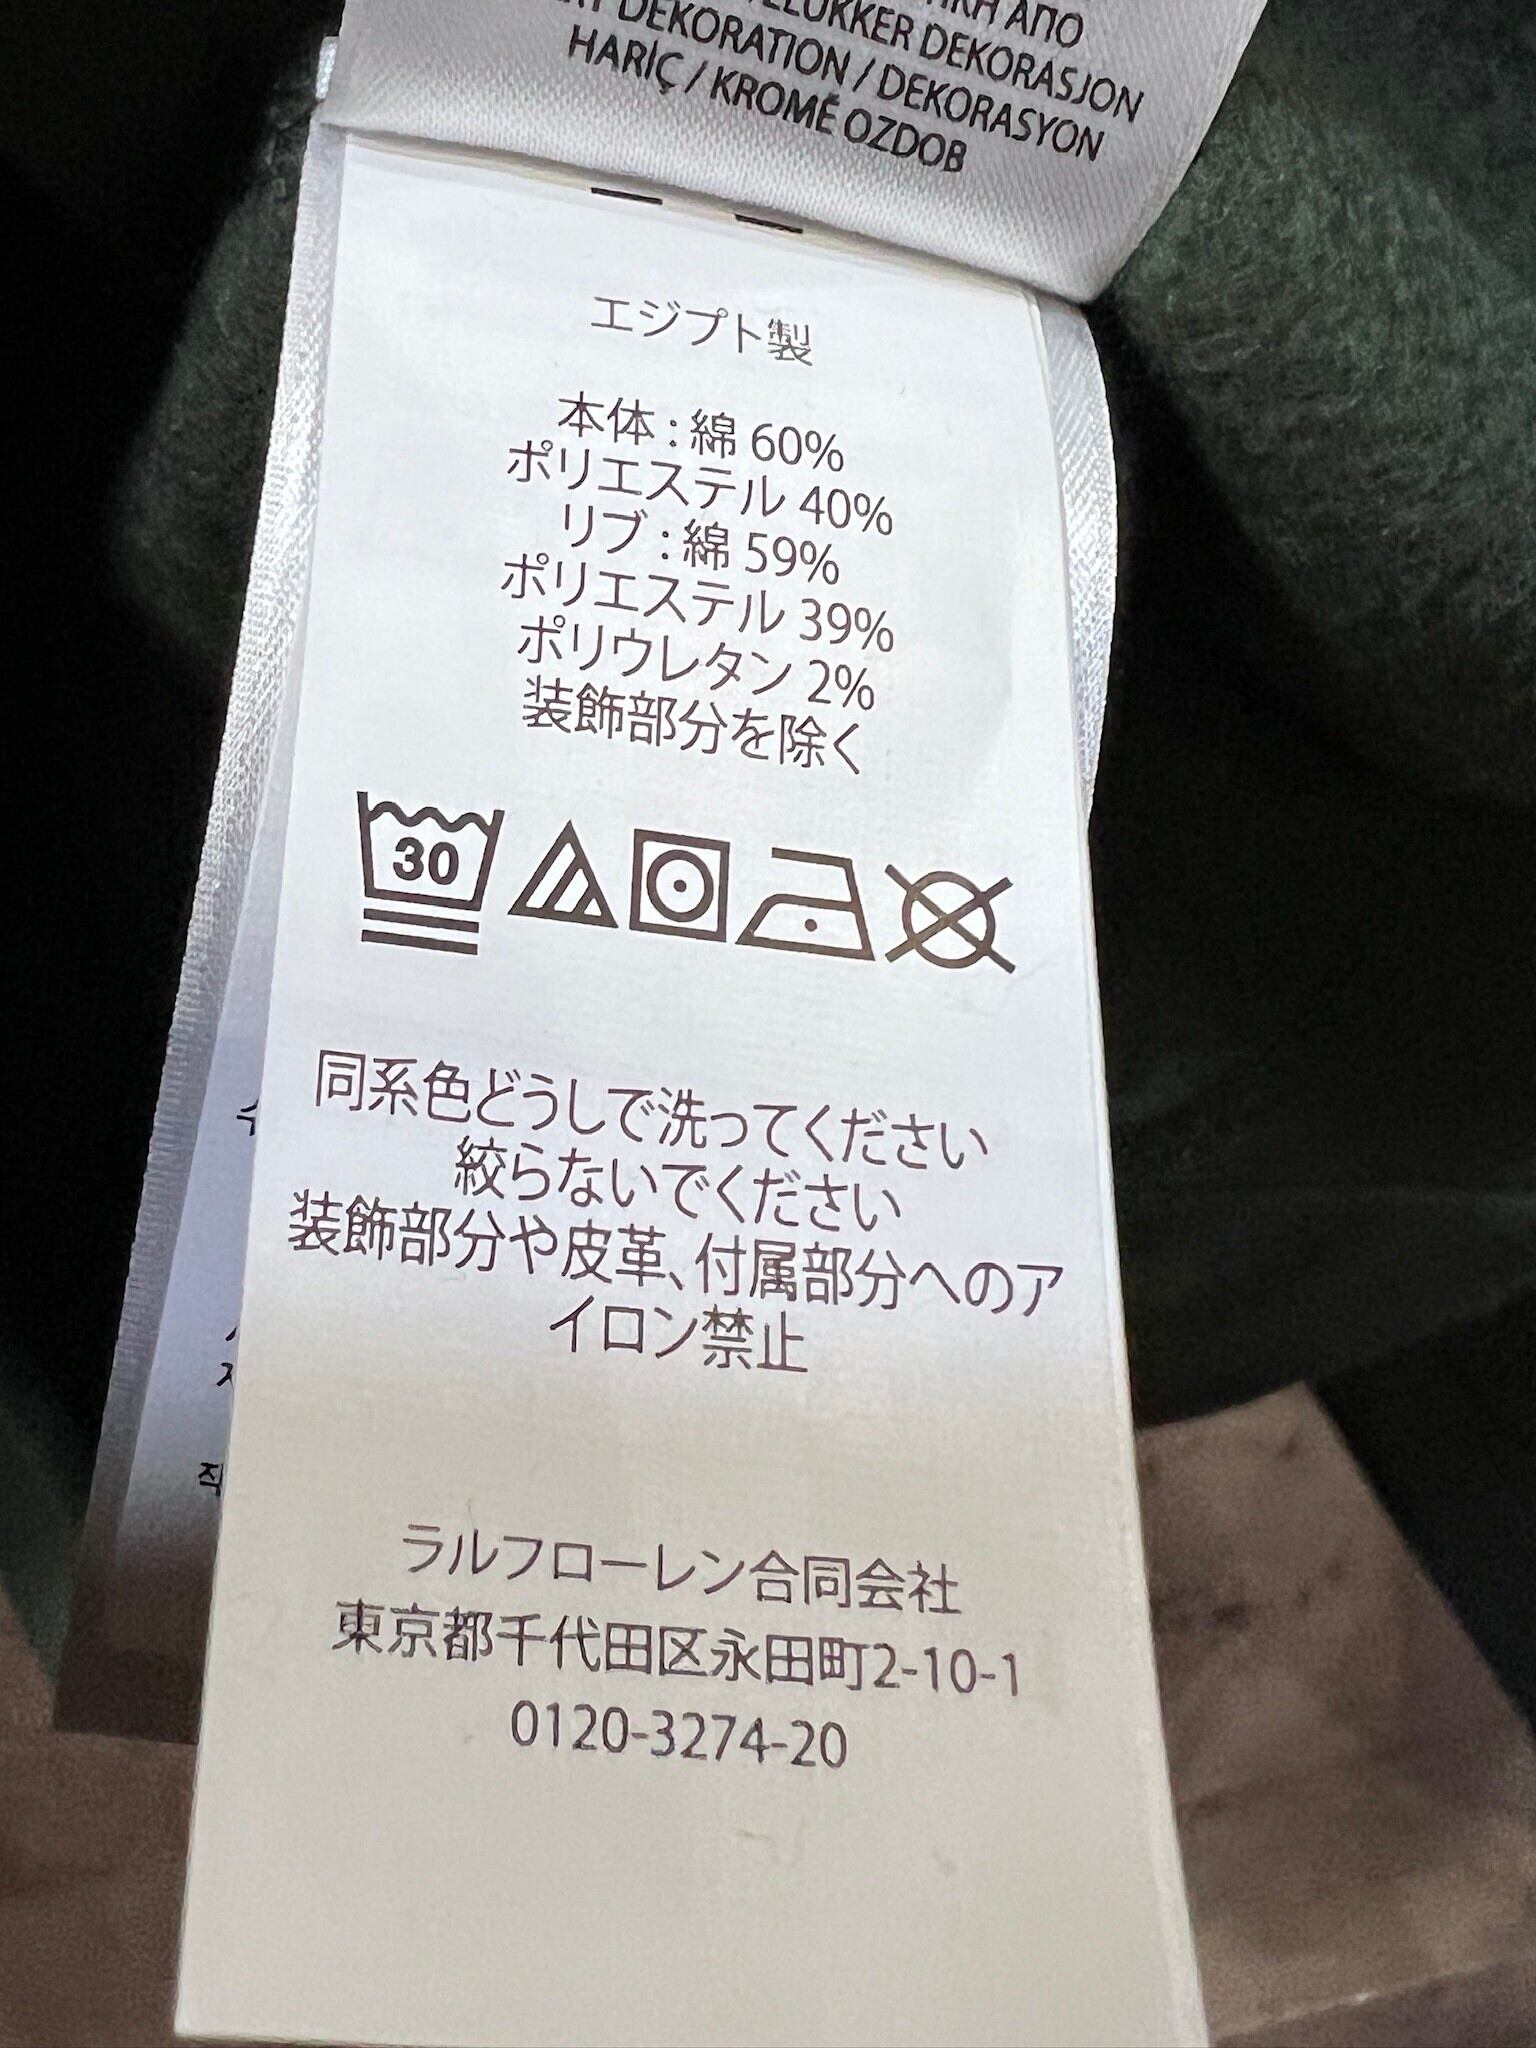 ΑΠΟ
DEKORASJON
DEKORATION / DEKORASYON
HARİÇ / KROMĚ OZDOB
エジプト製
本体 : 綿 60%
ポリエステル 40%
リブ : 綿 59%
ポリエステル 39%
ポリウレタン 2%
装飾部分を除く
30
同系色どうしで洗ってください
絞らないでください
装飾部分や皮革、付属部分へのア
イロン禁止
ラルフローレン合同会社
東京都千代田区永田町2-10-1
0120-3274-20